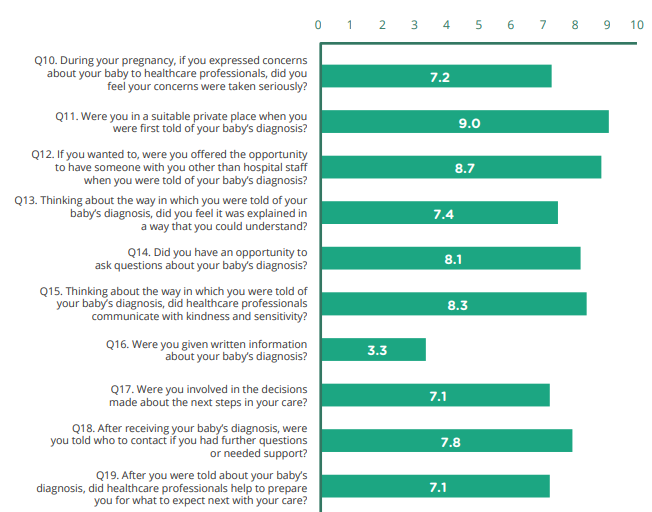 0 1 2 3 4 5 6 7 8 9 10
Q10. During your pregnancy, if you expressed concerns
about your baby to healthcare professionals, did you
feel your concerns were taken seriously?
7.2
Q11. Were you in a suitable private place when you
were first told of your baby's diagnosis?
9.0
Q12. If you wanted to, were you offered the opportunity
to have someone with you other than hospital staff
when you were told of your baby's diagnosis?
8.7
Q13. Thinking about the way in which you were told of your
baby's diagnosis, did you feel it was explained in
a way that you could understand?
7.4
Q14. Did you have an opportunity to
ask questions about your baby's diagnosis?
8.1
Q15. Thinking about the way in which you were told of
your baby's diagnosis, did healthcare professionals
communicate with kindness and sensitivity?
8.3
Q16. Were you given written information
about your baby's diagnosis?
3.3
Q17. Were you involved in the decisions
made about the next steps in your care?
7.1
Q18. After receiving your baby's diagnosis, were
you told who to contact if you had further questions
or needed support?
7.8
Q19. After you were told about your baby's
diagnosis, did healthcare professionals help to prepare
you for what to expect next with your care?
7.1